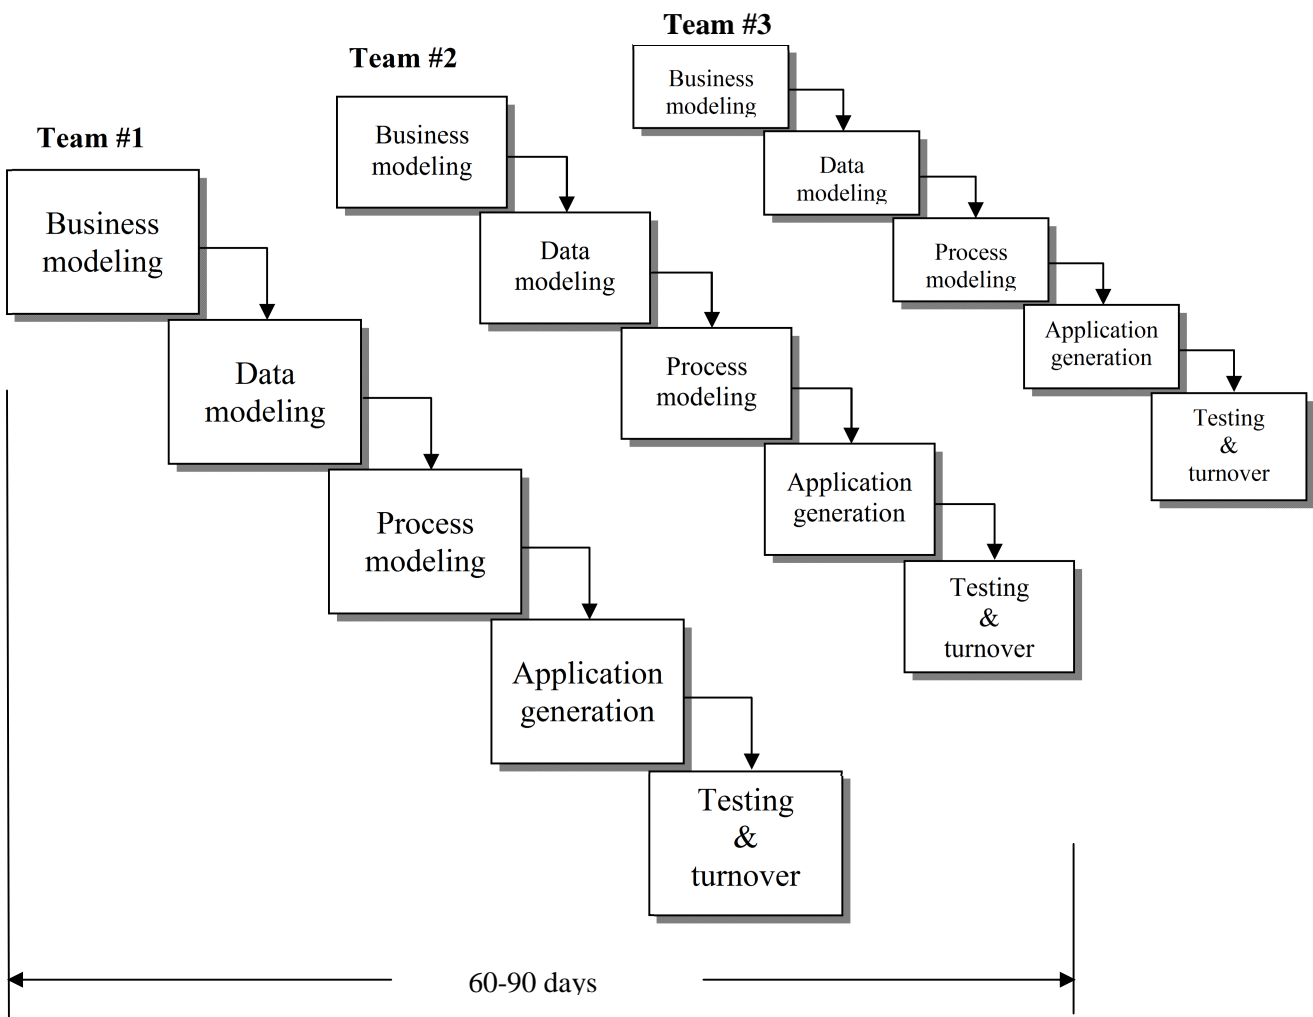 Team #1
Business
modeling
Data
modeling
Process
modeling
Application
generation
Testing
&
turnover
Team #2
Business
modeling
Data
modeling
Process
modeling
Application
generation
Testing
&
turnover
Team #3
Business
modeling
Data
modeling
Process
modeling
Application
generation
Testing
&
turnover
60-90 days